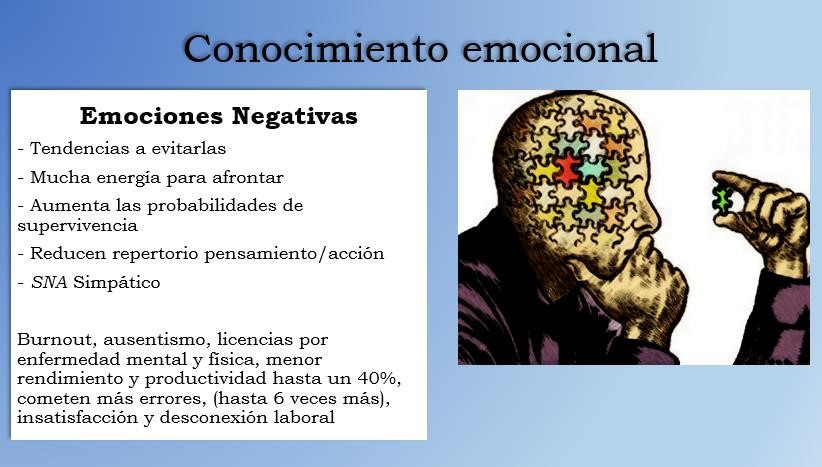 Conocimiento emocional
Emociones Negativas
- Tendencias a evitarlas
- Mucha energía para afrontar
- Aumenta las probabilidades de
supervivencia
- Reducen repertorio pensamiento/acción
- SNA Simpático
Burnout, ausentismo, licencias por
enfermedad mental y física, menor
rendimiento y productividad hasta un 40%,
cometen más errores, (hasta 6 veces más),
insatisfacción y desconexión laboral